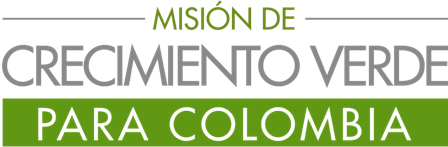 MISIÓN DE
CRECIMIENTO VERDE
PARA COLOMBIA